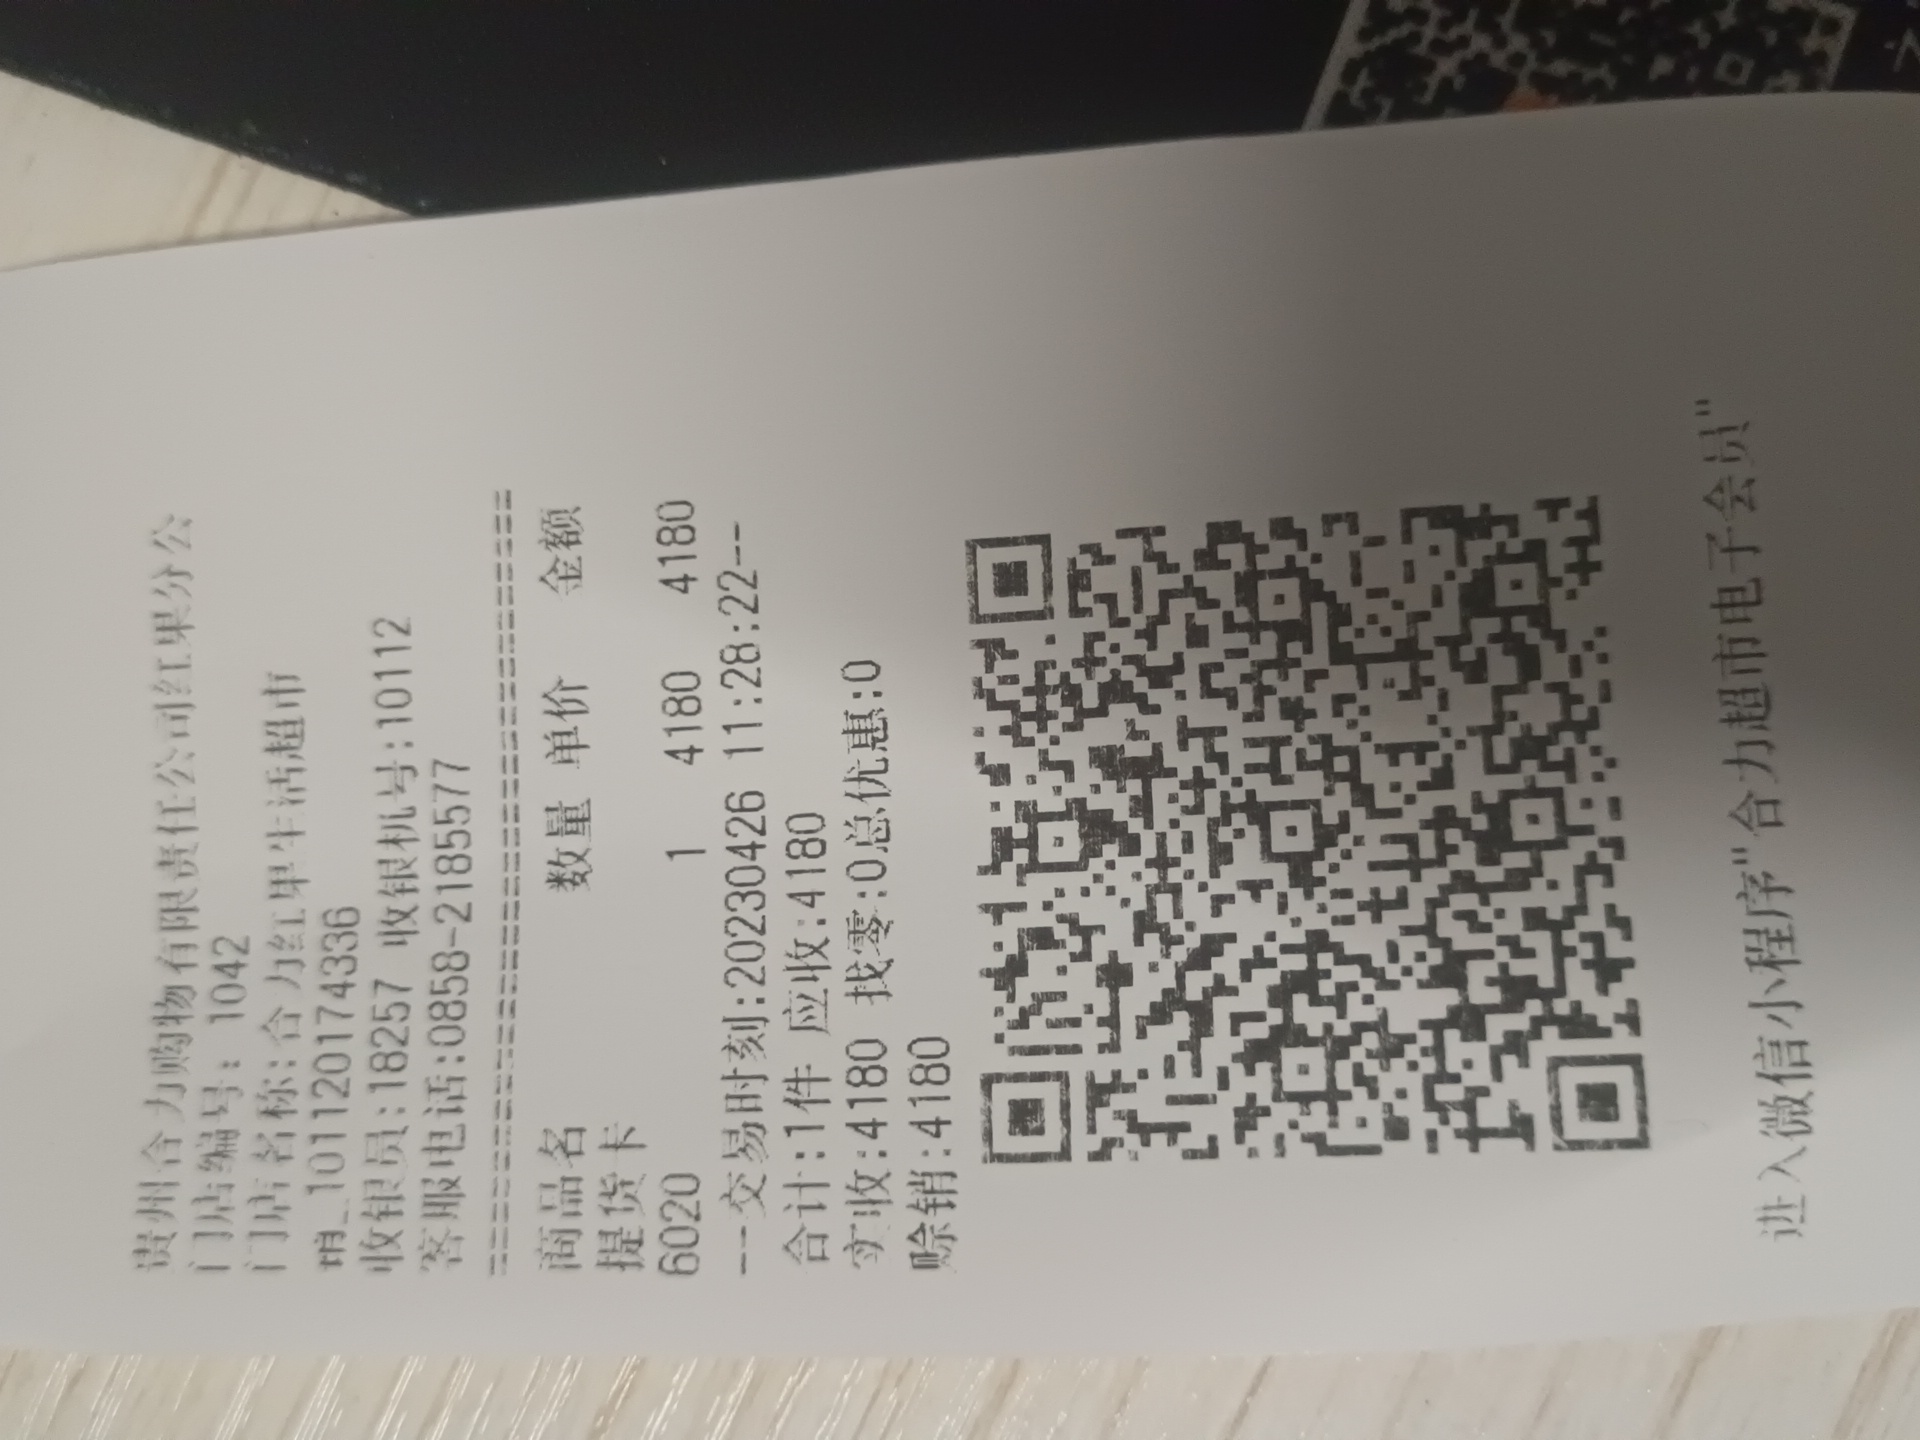 贵州合力购物有限责任公司红果分公
门店编号: 1042
门店名称:合力红果生活超市
销_1011201174336
收银员:18257 收银机号:10112
客服电话:0858-2185577
================================
商品名 数量 单价 金额
提货卡
6020 1 4180 4180
--交易时刻:20230426 11:28:22--
合计:1件 应收:4180
实收:4180 找零:0总优惠:0
赊销:4180
进入微信小程序"合力超市电子会员"